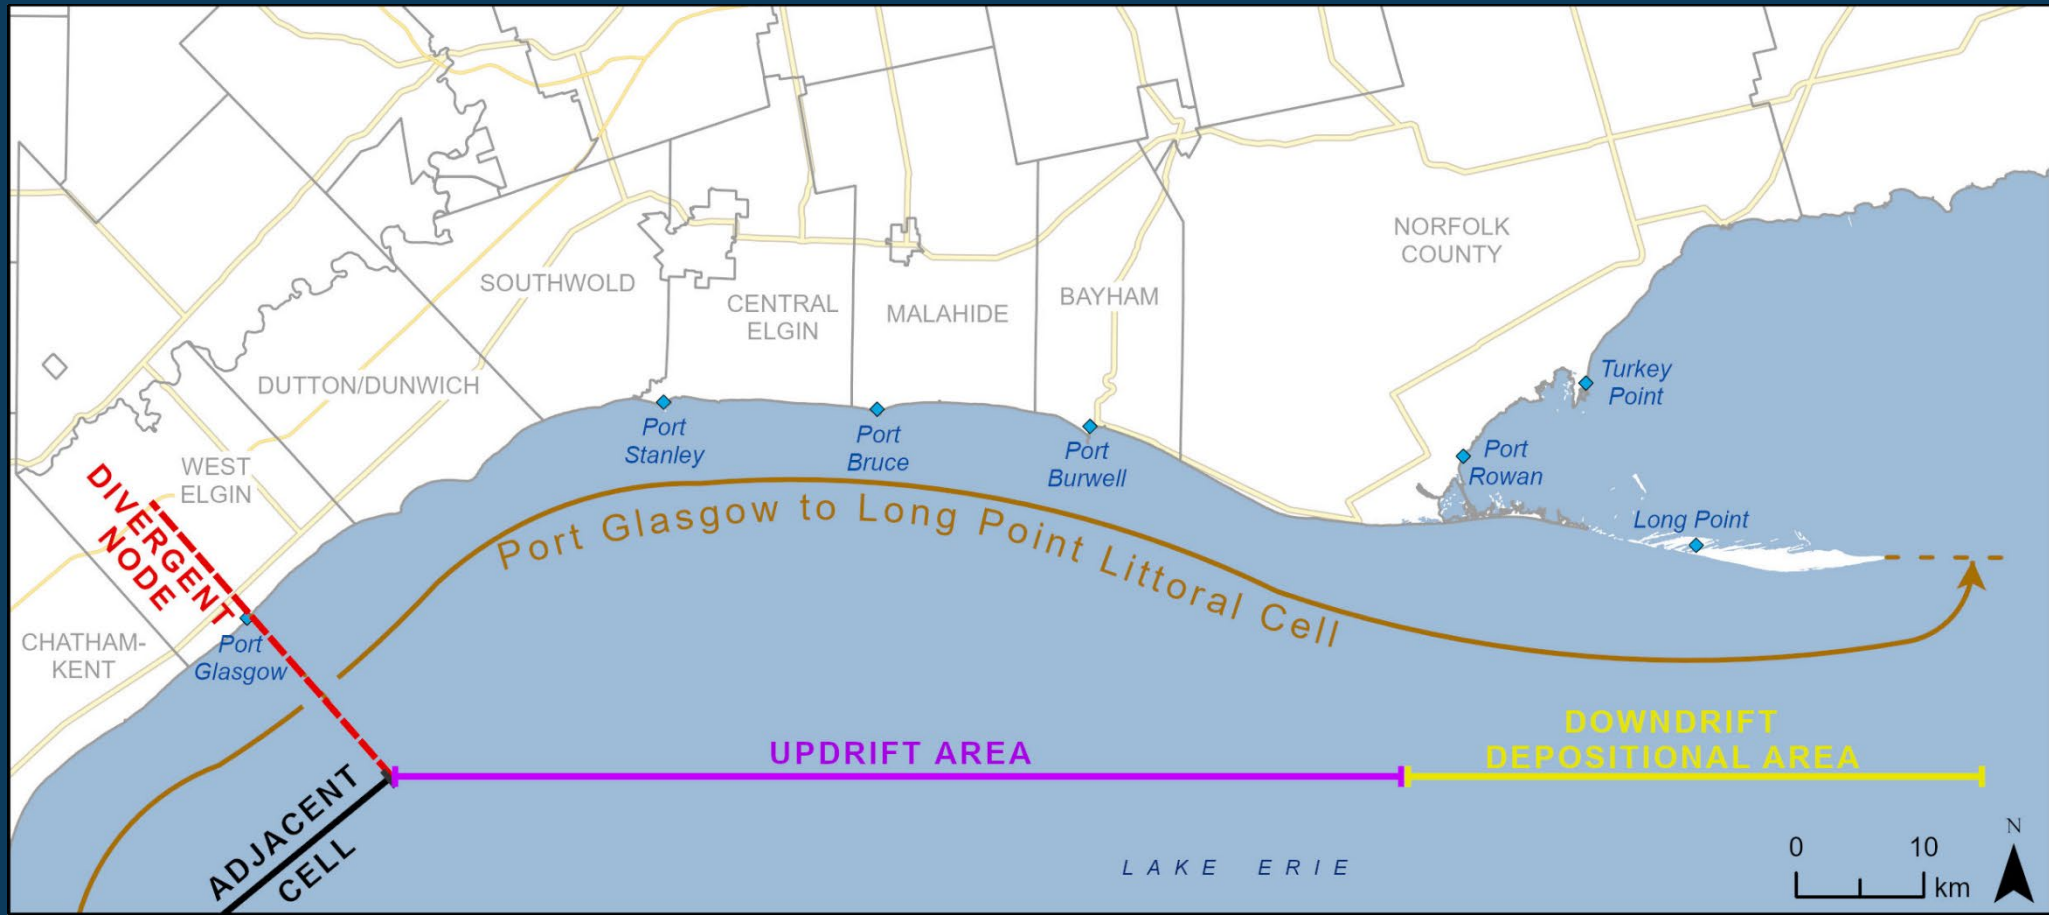 NORFOLK
COUNTY
SOUTHWOLD
CENTRAL
ELGIN
MALAHIDE
BAYHAM
DUTTON/DUNWICH
Turkey
Point
Port
Stanley
Port
Bruce
Port
Burwell
Port
Rowan
WEST
ELGIN
DIVERGENT
NODE
Port Glasgow to Long Point Littoral Cell
Long Point
CHATHAM-
KENT
Port
Glasgow
UPDRIFT AREA
DOWNDRIFT
DEPOSITIONAL AREA
ADJACENT
CELL
LAKE ERIE
0 10
km
N